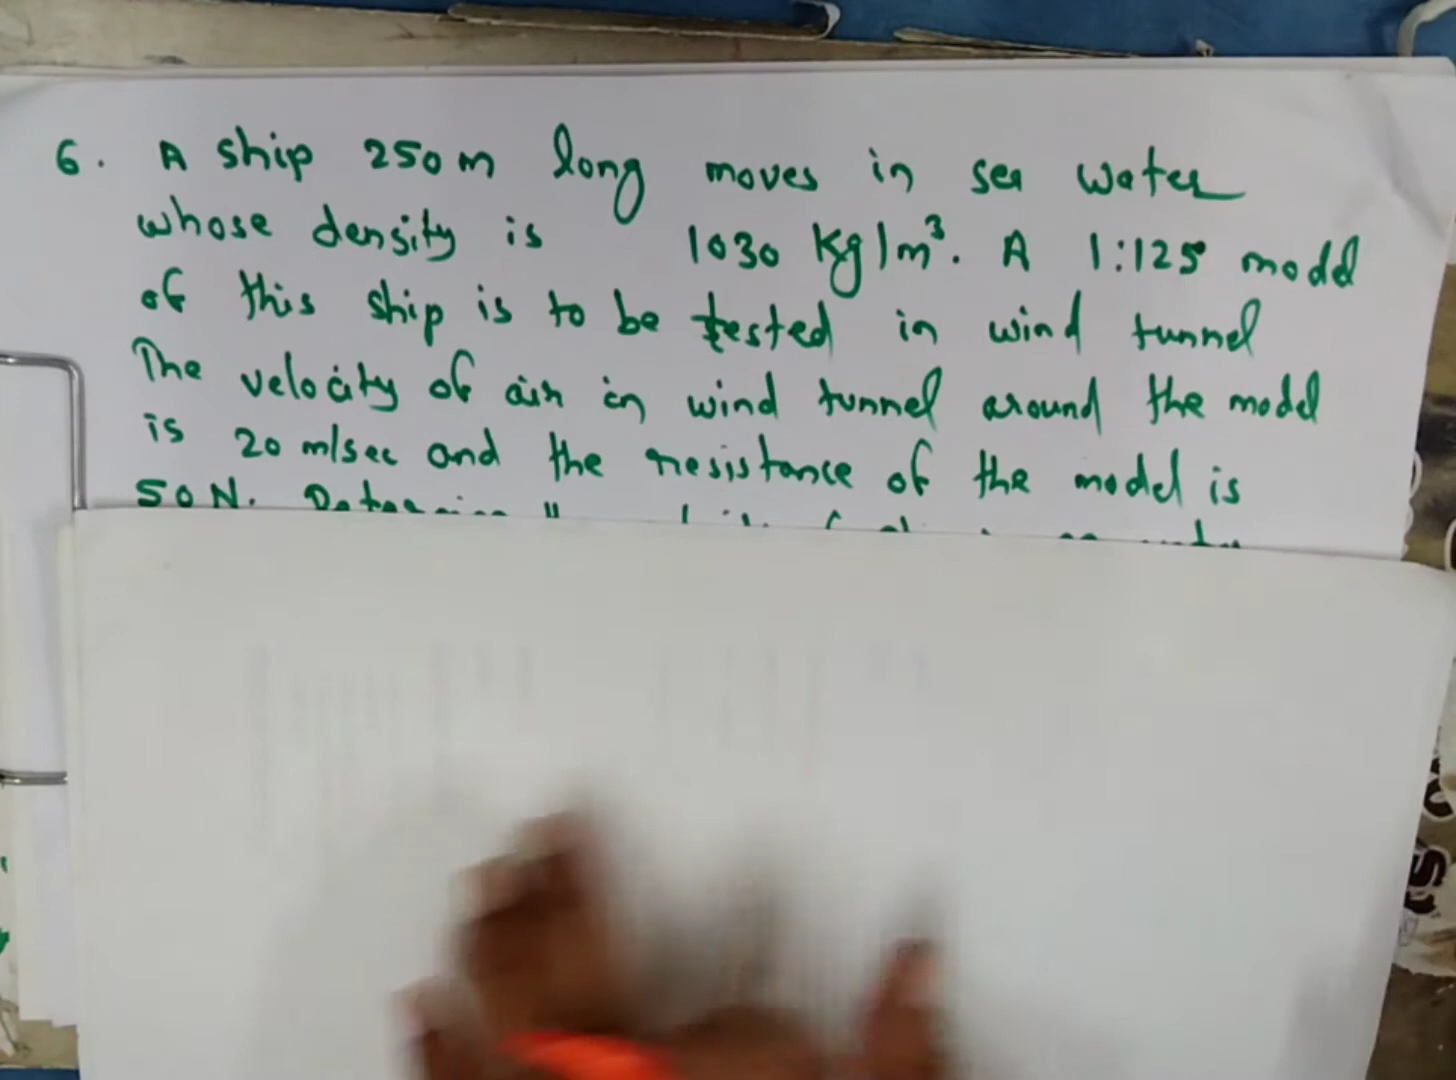 6. A ship 250 m long moves in sea water
whose density is 1030 Kg/m³. A 1:125 model
of this ship is to be tested in wind tunnel
The velocity of air in wind tunnel around the model
is 20 m/sec and the resistance of the model is
50 N. Determine the